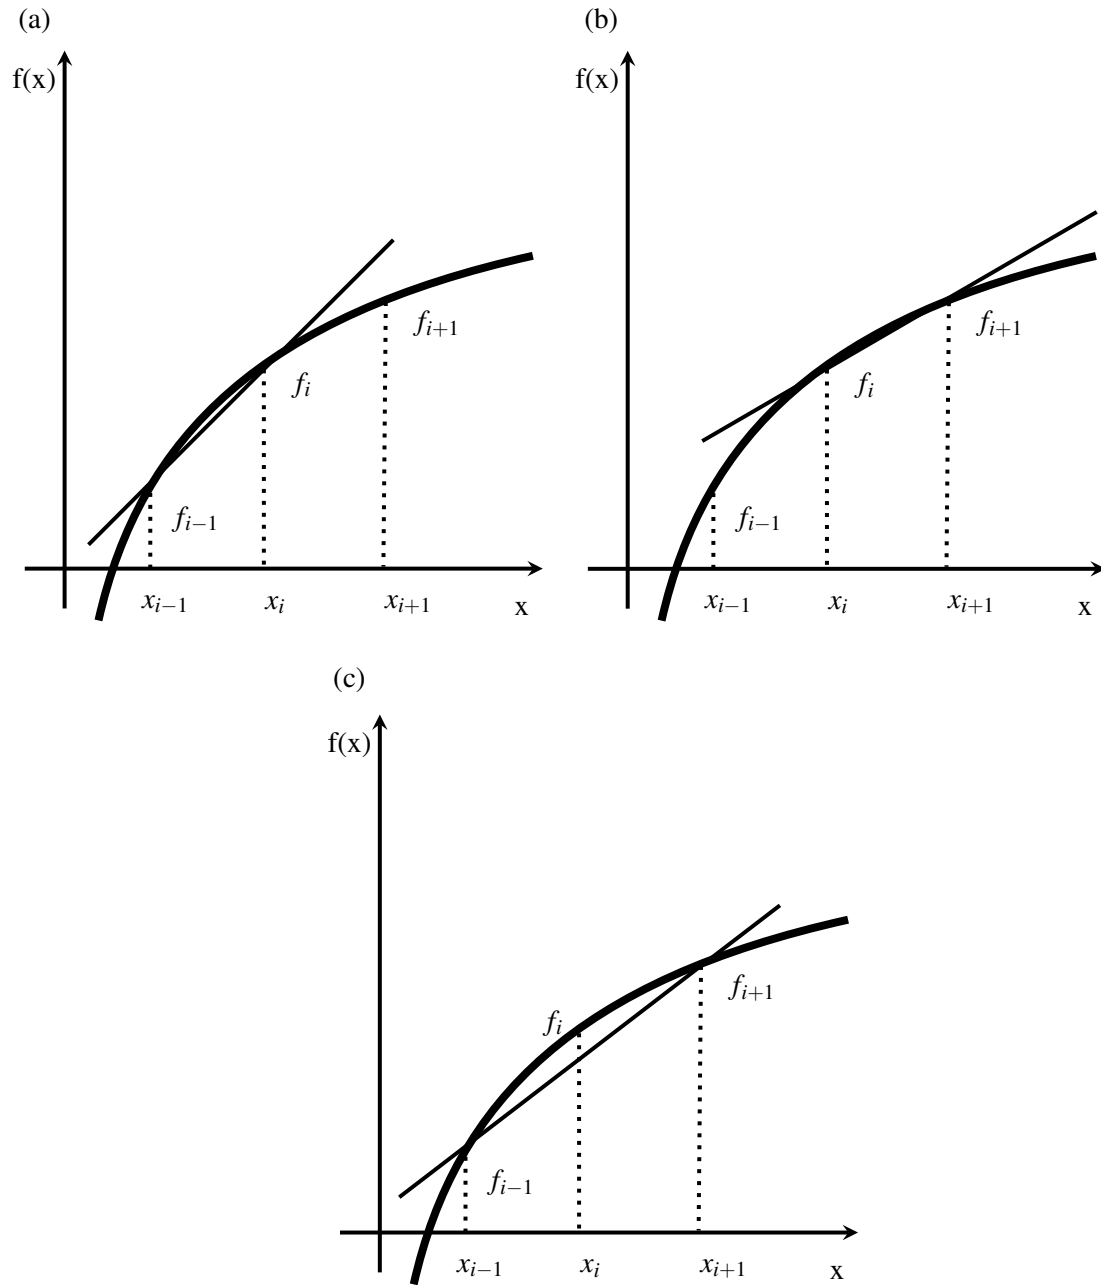 (a)
f(x)
f_{i+1}
f_i
f_{i−1}
x_{i−1} x_i x_{i+1} x
(b)
f(x)
f_{i+1}
f_i
f_{i−1}
x_{i−1} x_i x_{i+1} x
(c)
f(x)
f_{i+1}
f_i
f_{i−1}
x_{i−1} x_i x_{i+1} x